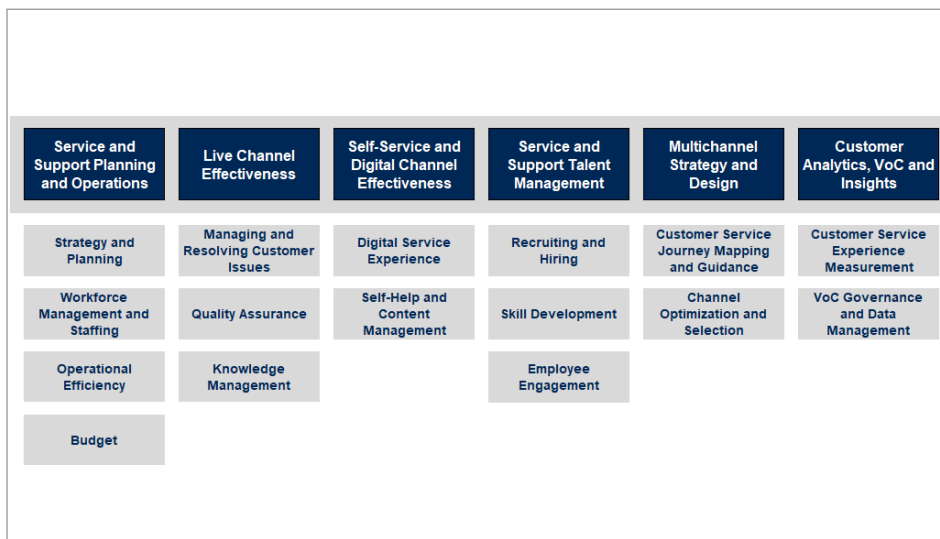 Service and
Support Planning
and Operations
Live Channel
Effectiveness
Self-Service and
Digital Channel
Effectiveness
Service and
Support Talent
Management
Multichannel
Strategy and
Design
Customer
Analytics, VoC and
Insights
Strategy and
Planning
Managing and
Resolving Customer
Issues
Digital Service
Experience
Recruiting and
Hiring
Customer Service
Journey Mapping
and Guidance
Customer Service
Experience
Measurement
Workforce
Management and
Staffing
Quality Assurance
Self-Help and
Content
Management
Skill Development
Channel
Optimization and
Selection
VoC Governance
and Data
Management
Operational
Efficiency
Knowledge
Management
Employee
Engagement
Budget